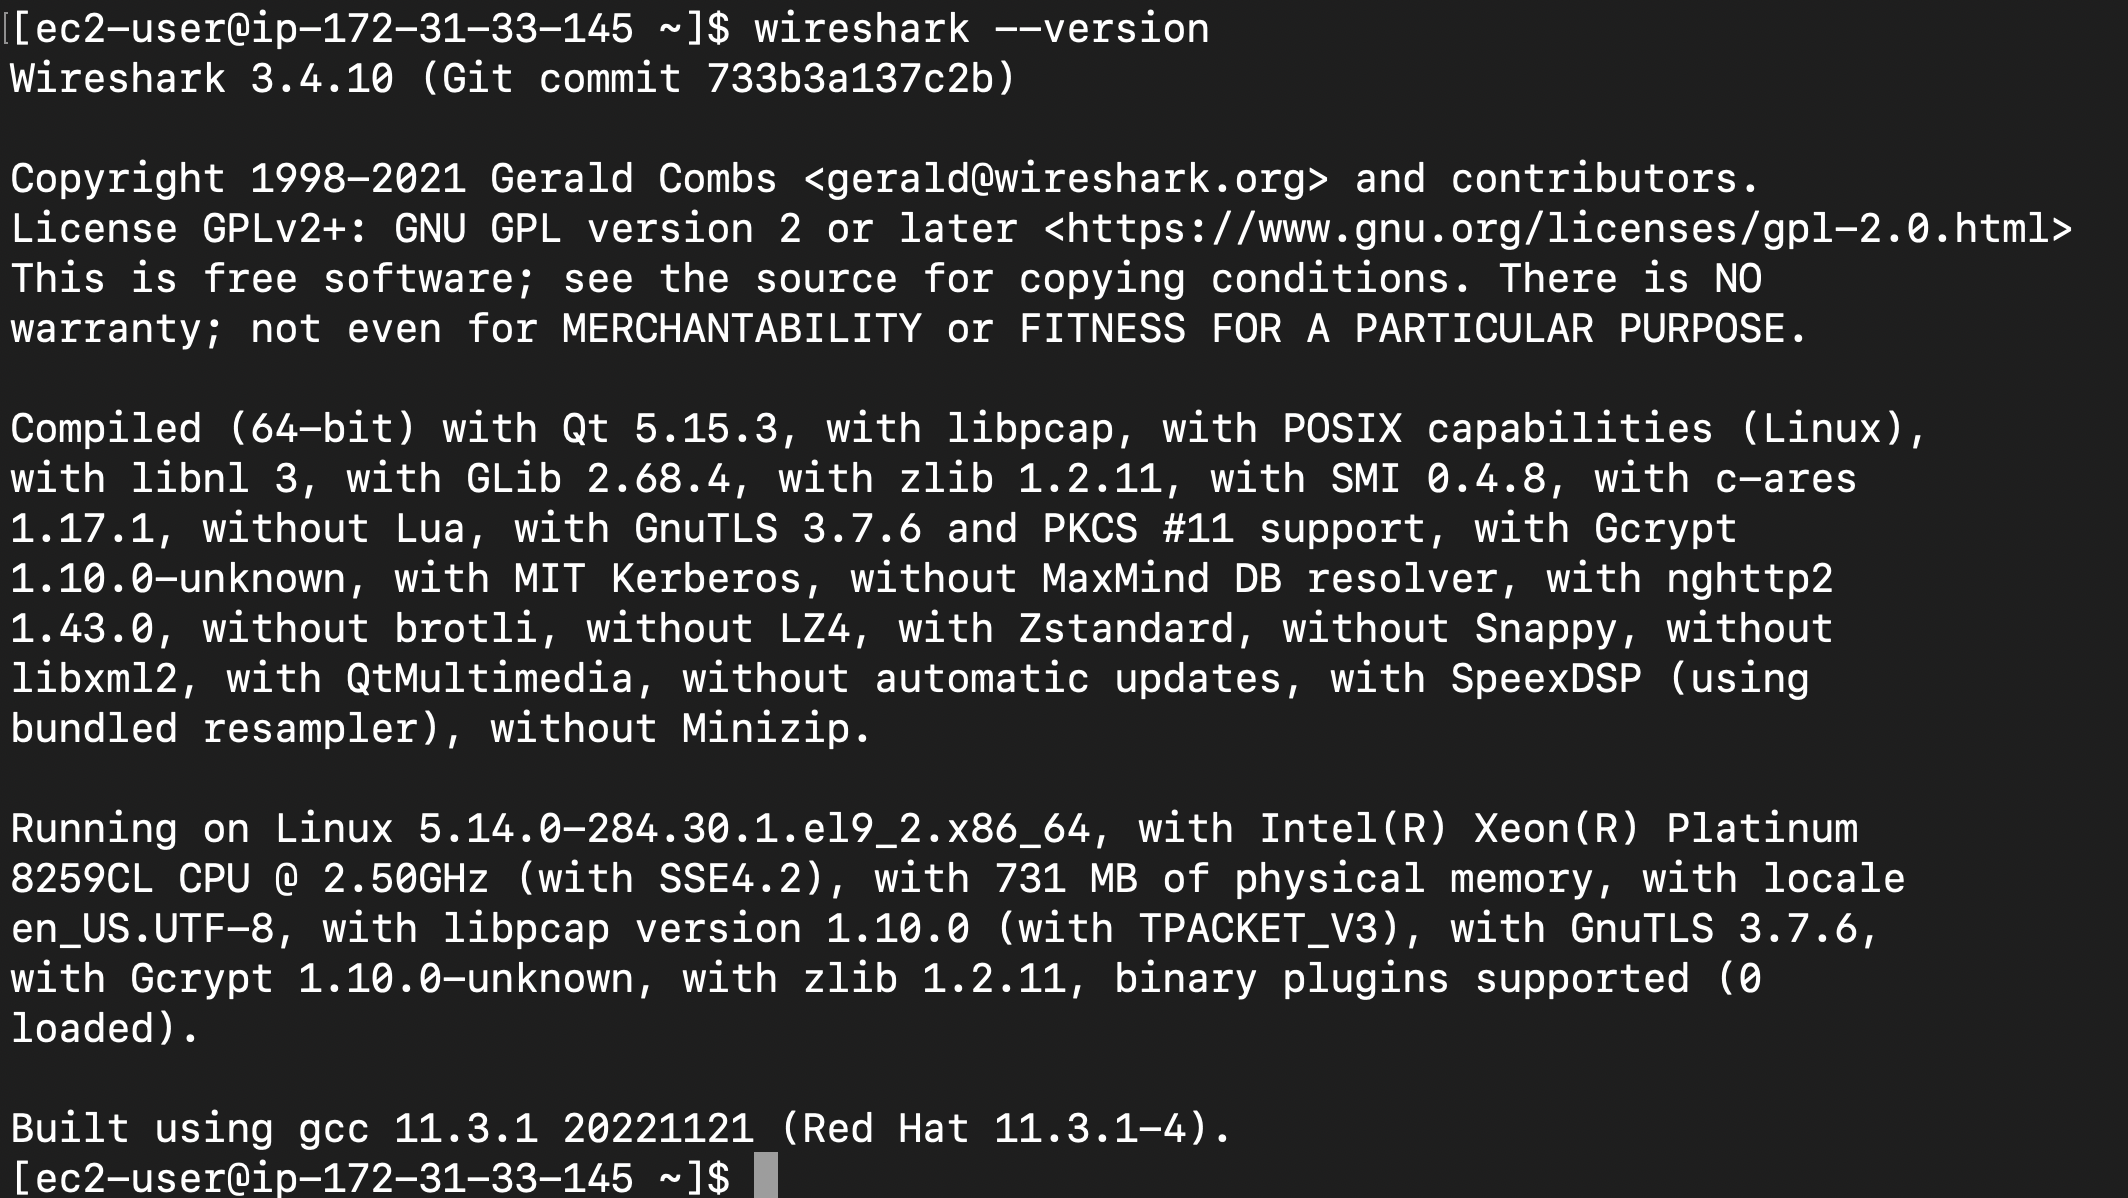 [ec2-user@ip-172-31-33-145 ~]$ wireshark --version
Wireshark 3.4.10 (Git commit 733b3a137c2b)
Copyright 1998-2021 Gerald Combs <gerald@wireshark.org> and contributors.
License GPLv2+: GNU GPL version 2 or later <https://www.gnu.org/licenses/gpl-2.0.html>
This is free software; see the source for copying conditions. There is NO
warranty; not even for MERCHANTABILITY or FITNESS FOR A PARTICULAR PURPOSE.
Compiled (64-bit) with Qt 5.15.3, with libpcap, with POSIX capabilities (Linux),
with libnl 3, with GLib 2.68.4, with zlib 1.2.11, with SMI 0.4.8, with c-ares
1.17.1, without Lua, with GnuTLS 3.7.6 and PKCS #11 support, with Gcrypt
1.10.0-unknown, with MIT Kerberos, without MaxMind DB resolver, with nghttp2
1.43.0, without brotli, without LZ4, with Zstandard, without Snappy, without
libxml2, with QtMultimedia, without automatic updates, with SpeexDSP (using
bundled resampler), without Minizip.
Running on Linux 5.14.0-284.30.1.el9_2.x86_64, with Intel(R) Xeon(R) Platinum
8259CL CPU @ 2.50GHz (with SSE4.2), with 731 MB of physical memory, with locale
en_US.UTF-8, with libpcap version 1.10.0 (with TPACKET_V3), with GnuTLS 3.7.6,
with Gcrypt 1.10.0-unknown, with zlib 1.2.11, binary plugins supported (0
loaded).
Built using gcc 11.3.1 20221121 (Red Hat 11.3.1-4).
[ec2-user@ip-172-31-33-145 ~]$